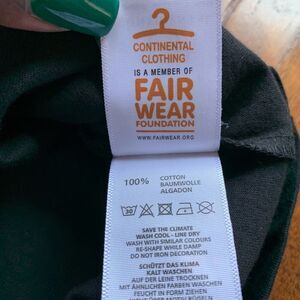 CONTINENTAL
CLOTHING
IS A MEMBER OF
FAIR
WEAR
FOUNDATION
WWW.FAIRWEAR.ORG
100% COTTON
BAUMWOLLE
ALGADON
30
SAVE THE CLIMATE
WASH COOL - LINE DRY
WASH WITH SIMILAR COLOURS
RE-SHAPE WHILE DAMP
DO NOT IRON DECORATION
SCHÜTZT DAS KLIMA
KALT WASCHEN
AUF DER LEINE TROCKNEN
MIT ÄHNLICHEN FARBEN WASCHEN
FEUCHT IN FORM ZIEHEN